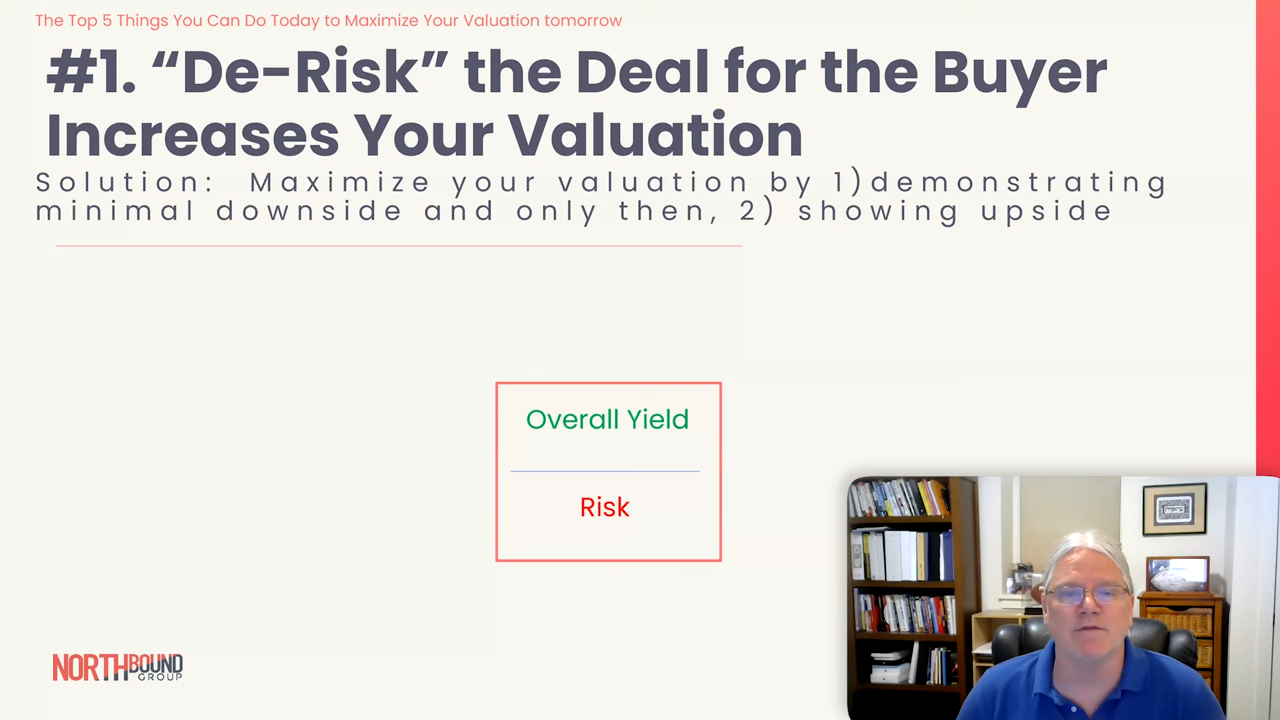 The Top 5 Things You Can Do Today to Maximize Your Valuation tomorrow
#1. “De-Risk” the Deal for the Buyer
Increases Your Valuation
Solution: Maximize your valuation by 1)demonstrating
minimal downside and only then, 2) showing upside
Overall Yield
Risk
NORTHBOUND
GROUP